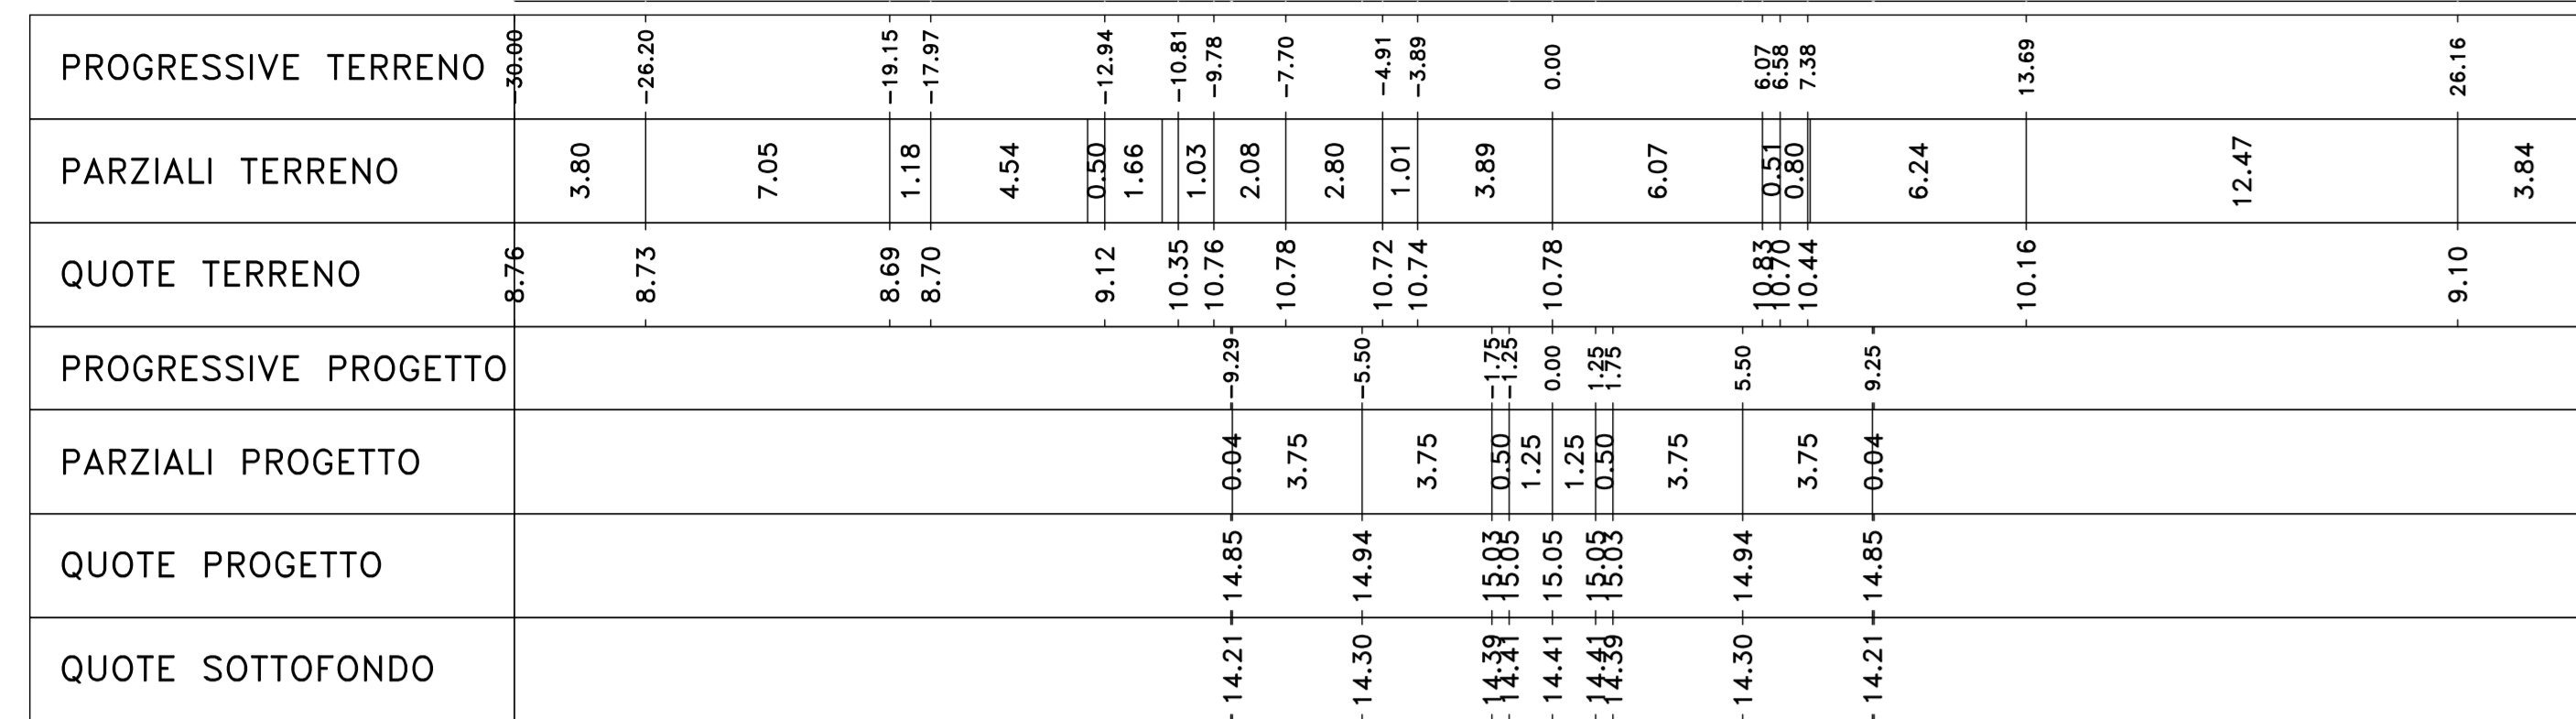 PROGRESSIVE TERRENO -30.00 -26.20 -19.15 -17.97 -12.94 -10.81 -9.78 -7.70 -4.91 -3.89 0.00 6.07 6.58 7.38 13.69 26.16
PARZIALI TERRENO 3.80 7.05 1.18 4.54 0.50 1.66 1.03 2.08 2.80 1.01 3.89 6.07 0.51 0.80 6.24 12.47 3.84
QUOTE TERRENO 8.76 8.73 8.69 8.70 9.12 10.35 10.76 10.78 10.72 10.74 10.78 10.83 10.70 10.44 10.16 9.10
PROGRESSIVE PROGETTO -9.29 -5.50 -1.75 -1.25 0.00 1.25 1.75 5.50 9.25
PARZIALI PROGETTO 0.04 3.75 3.75 0.50 1.25 1.25 0.50 3.75 3.75 0.04
QUOTE PROGETTO 14.85 14.94 15.03 15.05 15.05 15.05 15.03 14.94 14.85
QUOTE SOTTOFONDO 14.21 14.30 14.39 14.41 14.41 14.41 14.39 14.30 14.21